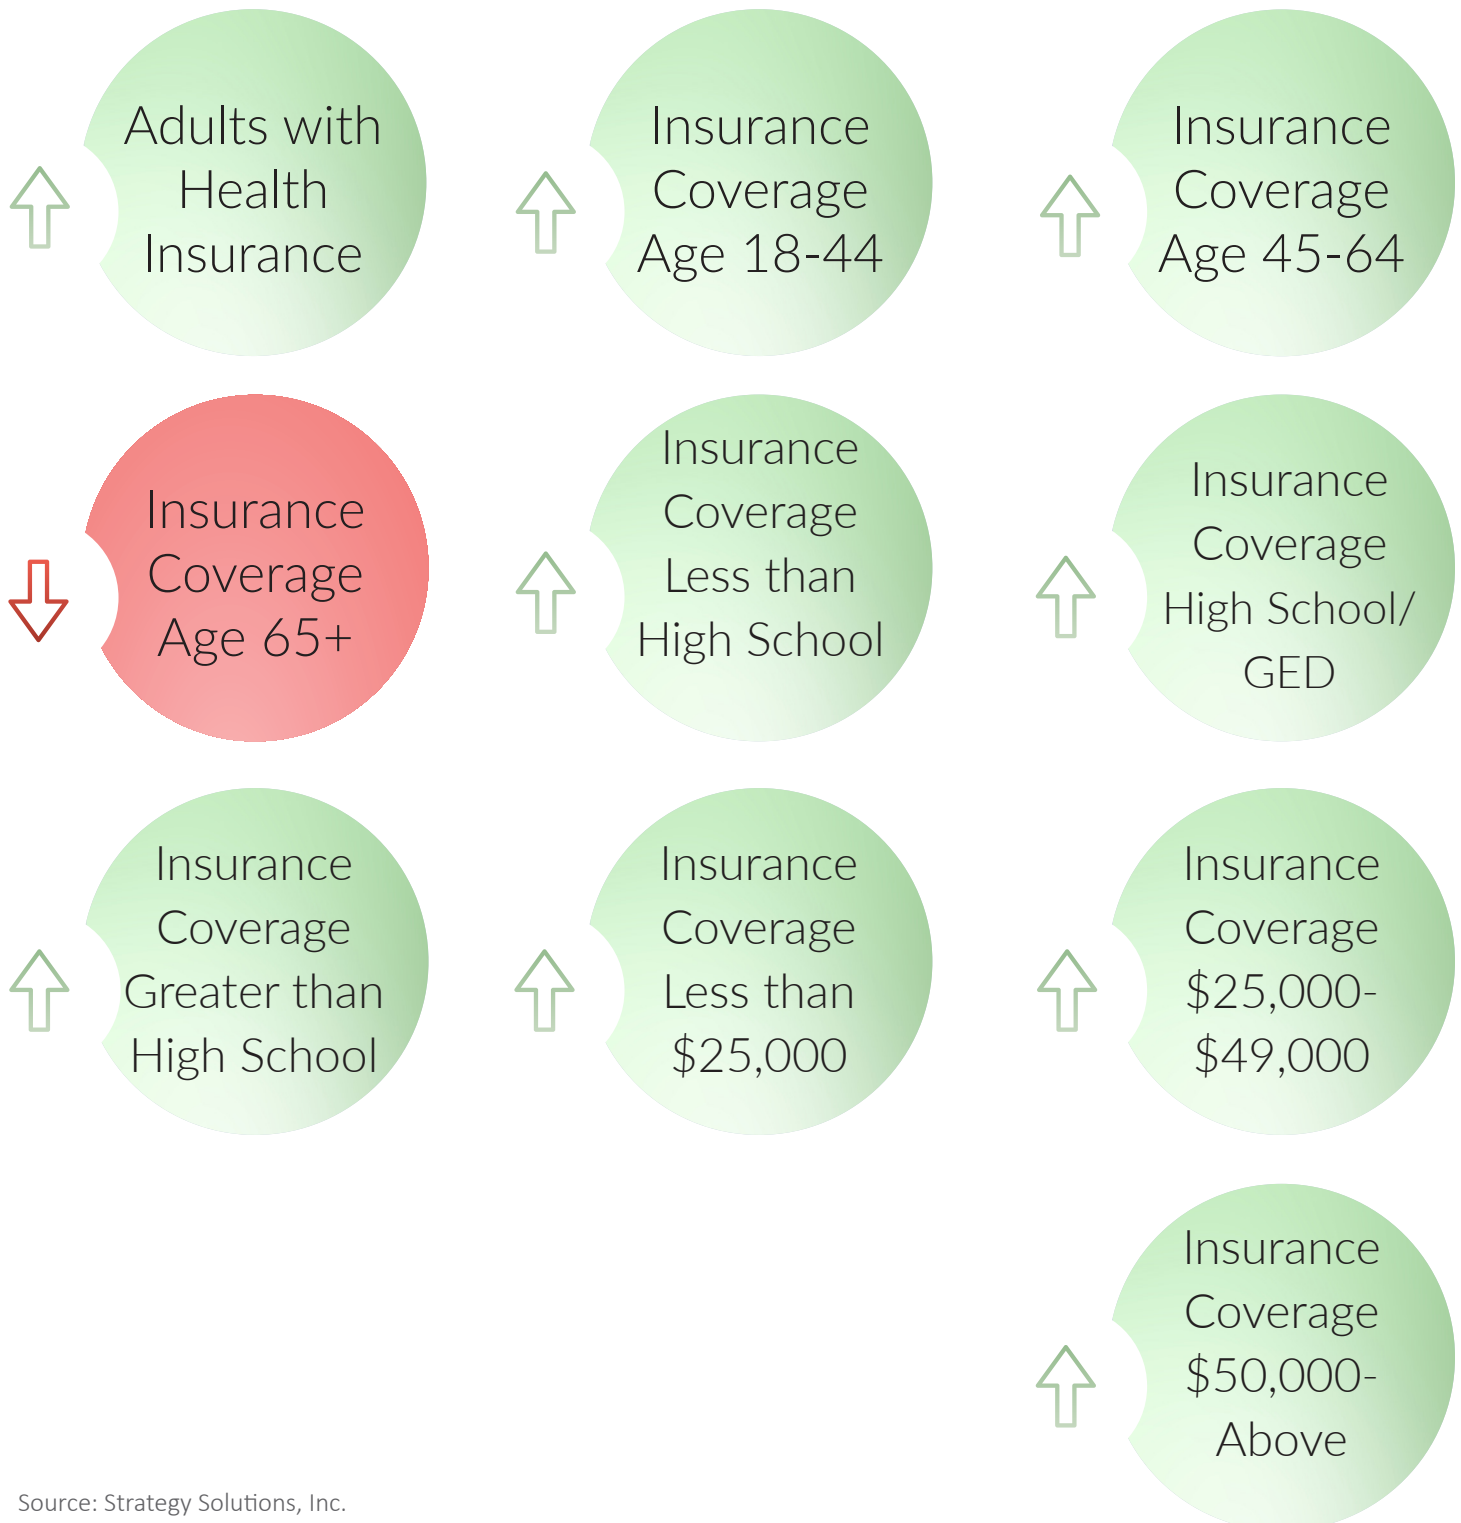 Adults with
Health
Insurance
Insurance
Coverage
Age 18-44
Insurance
Coverage
Age 45-64
Insurance
Coverage
Age 65+
Insurance
Coverage
Less than
High School
Insurance
Coverage
High School/
GED
Insurance
Coverage
Greater than
High School
Insurance
Coverage
Less than
$25,000
Insurance
Coverage
$25,000-
$49,000
Insurance
Coverage
$50,000-
Above
Source: Strategy Solutions, Inc.